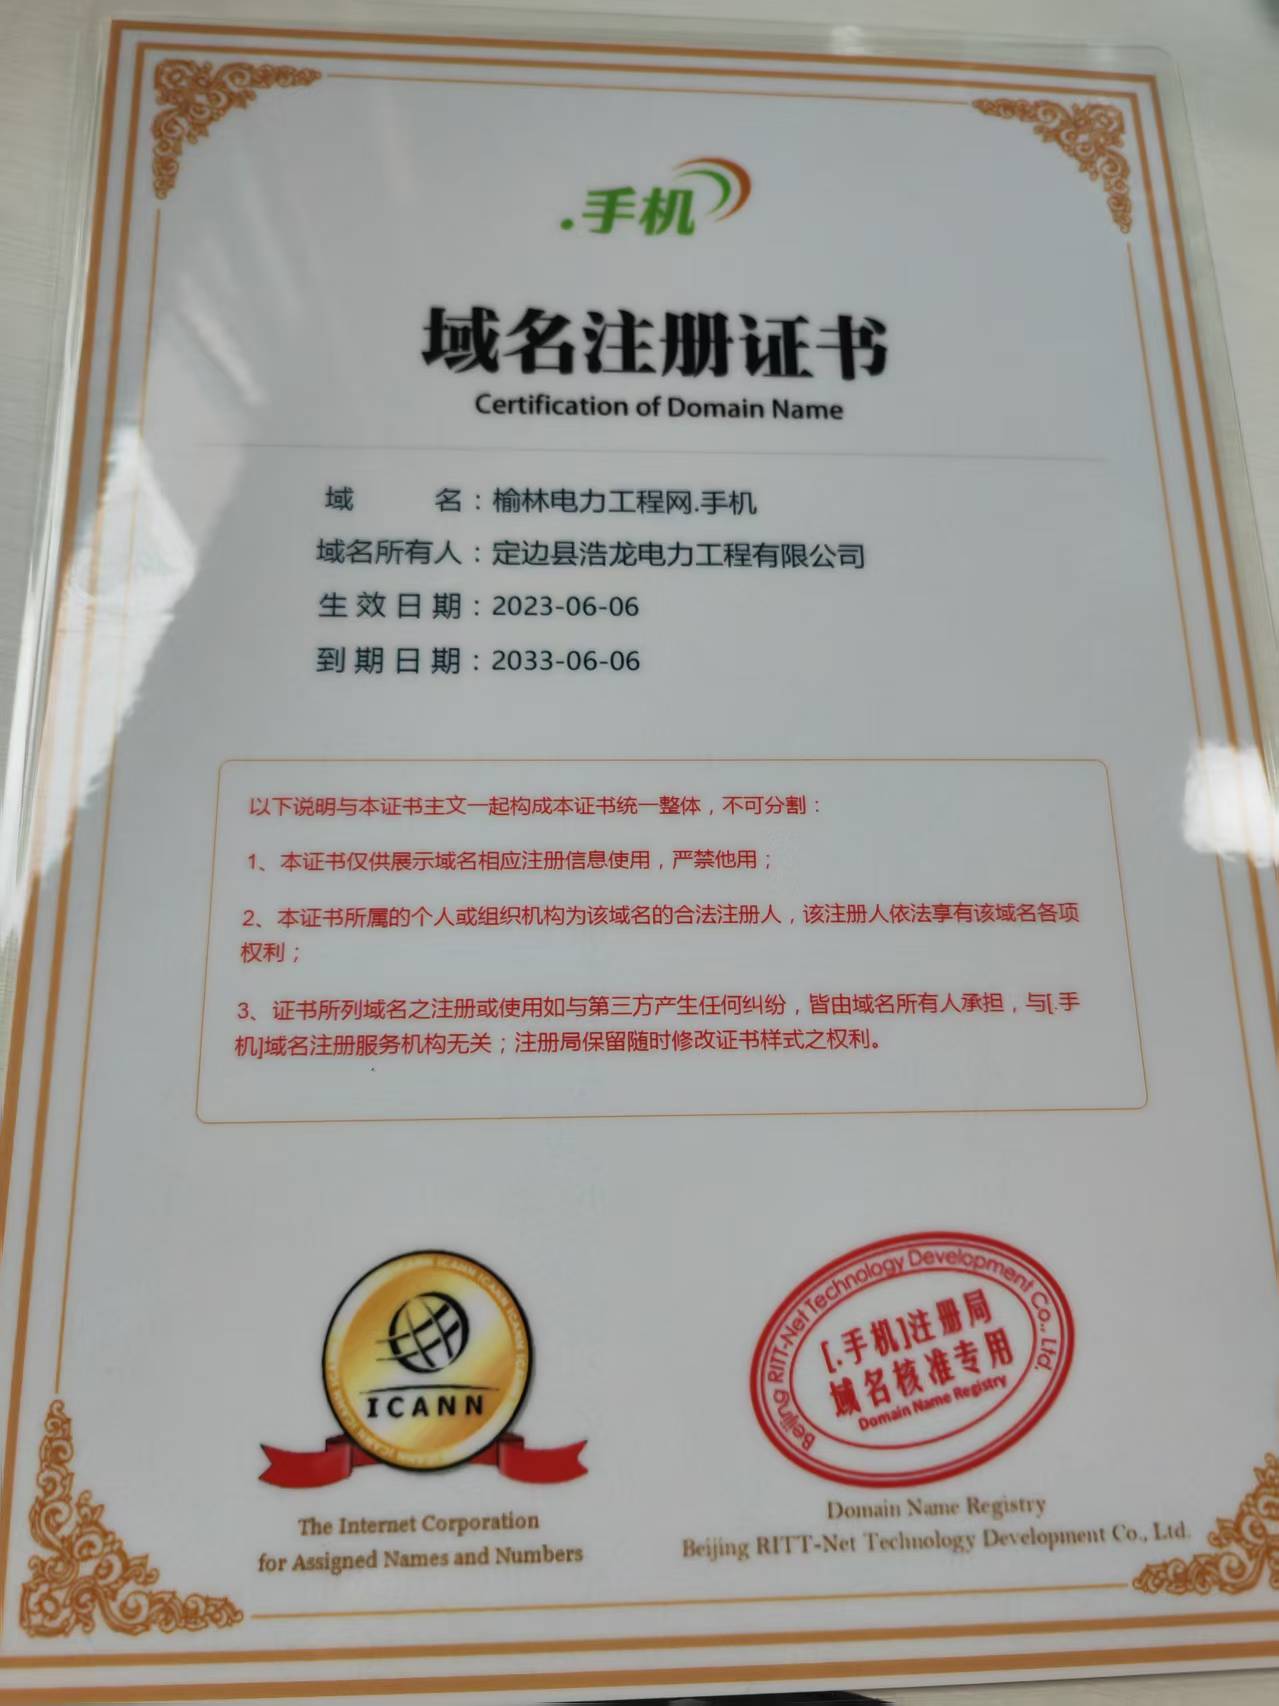 .手机
域名注册证书
Certification of Domain Name
域 名：榆林电力工程网.手机
域名所有人：定边县浩龙电力工程有限公司
生效日期：2023-06-06
到期日期：2033-06-06
以下说明与本证书主文一起构成本证书统一整体，不可分割：
1、本证书仅供展示域名相应注册信息使用，严禁他用；
2、本证书所属的个人或组织机构为该域名的合法注册人，该注册人依法享有该域名各项
权利；
3、证书所列域名之注册或使用如与第三方产生任何纠纷，皆由域名所有人承担，与[.手
机]域名注册服务机构无关；注册局保留随时修改证书样式之权利。
ICANN
The Internet Corporation
for Assigned Names and Numbers
Beijing RITT-Net Technology Development Co., Ltd.
[.手机]注册局
域名核准专用
Domain Name Registry
Domain Name Registry
Beijing RITT-Net Technology Development Co., Ltd.